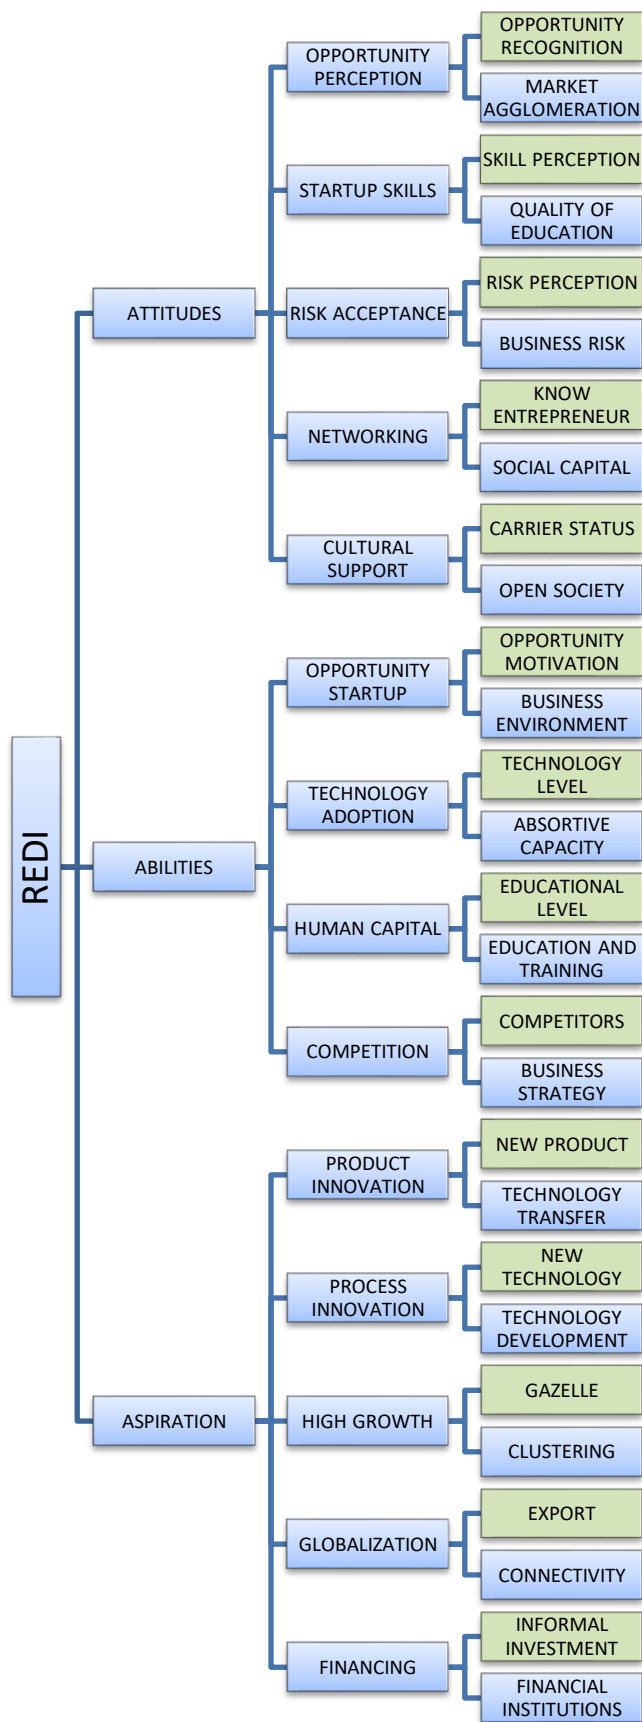 OPPORTUNITY
RECOGNITION
OPPORTUNITY
PERCEPTION
MARKET
AGGLOMERATION
SKILL PERCEPTION
STARTUP SKILLS
QUALITY OF
EDUCATION
RISK PERCEPTION
ATTITUDES
RISK ACCEPTANCE
BUSINESS RISK
KNOW
ENTREPRENEUR
NETWORKING
SOCIAL CAPITAL
CARRIER STATUS
CULTURAL
SUPPORT
OPEN SOCIETY
OPPORTUNITY
MOTIVATION
OPPORTUNITY
STARTUP
BUSINESS
ENVIRONMENT
TECHNOLOGY
LEVEL
TECHNOLOGY
ADOPTION
ABSORTIVE
CAPACITY
REDI
ABILITIES
EDUCATIONAL
LEVEL
HUMAN CAPITAL
EDUCATION AND
TRAINING
COMPETITORS
COMPETITION
BUSINESS
STRATEGY
NEW PRODUCT
PRODUCT
INNOVATION
TECHNOLOGY
TRANSFER
NEW
TECHNOLOGY
PROCESS
INNOVATION
TECHNOLOGY
DEVELOPMENT
GAZELLE
ASPIRATION
HIGH GROWTH
CLUSTERING
EXPORT
GLOBALIZATION
CONNECTIVITY
INFORMAL
INVESTMENT
FINANCING
FINANCIAL
INSTITUTIONS